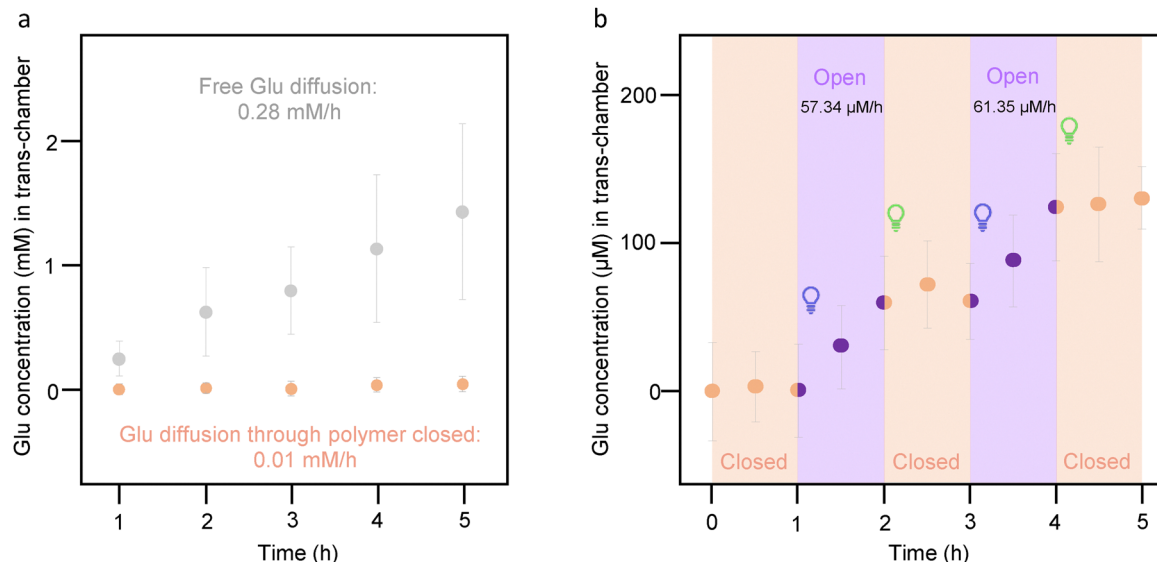 a
Glu concentration (mM) in trans-chamber
2
1
0
Free Glu diffusion:
0.28 mM/h
Glu diffusion through polymer closed:
0.01 mM/h
1 2 3 4 5
Time (h)
b
Glu concentration (µM) in trans-chamber
200
100
0
Open
57.34 µM/h
Open
61.35 µM/h
Closed
Closed
Closed
0 1 2 3 4 5
Time (h)